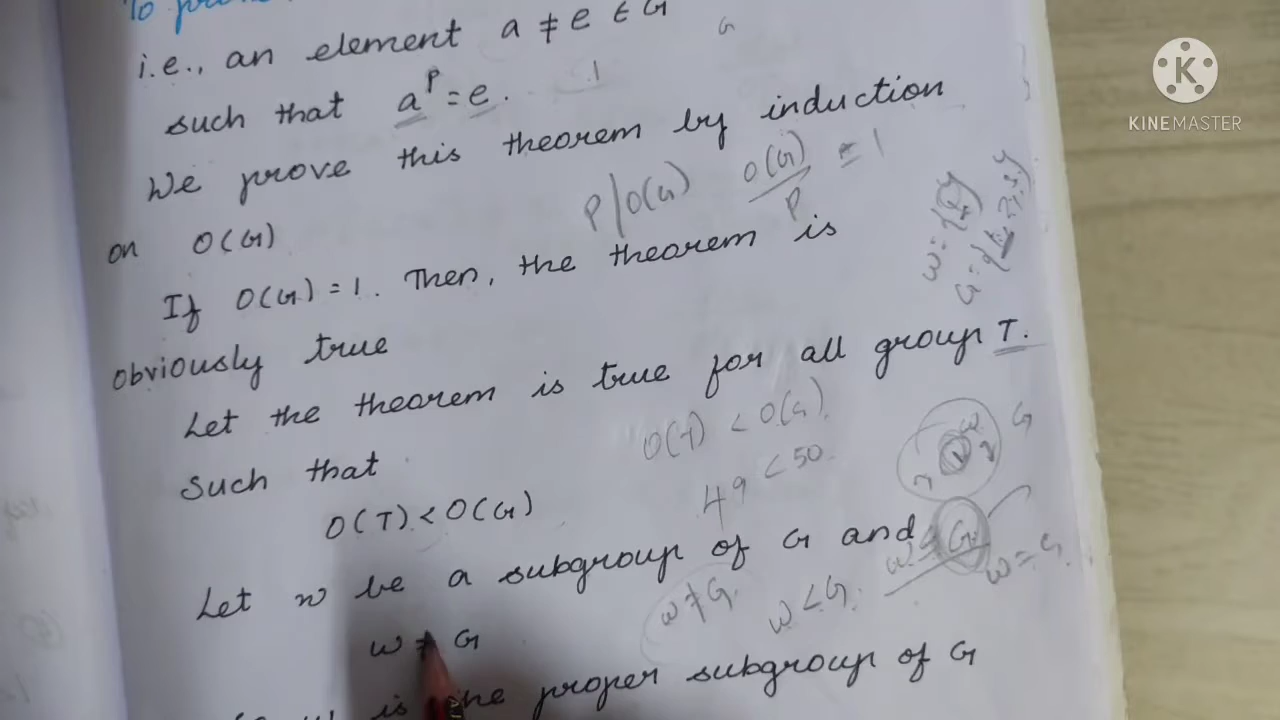 To
i.e., an element a ≠ e ∈ G
such that a^p = e.
We prove this theorem by induction
on O(G)
P/O(G) O(G)/P = 1
If O(G) = 1. Then, the theorem is
obviously true
Let the theorem is true for all group T.
Such that
O(T) < O(G).
49 < 50.
O(T) < O(G)
Let w be a subgroup of G and
w ≠ G.
w < G.
w = G.
w ≠ G
w is the proper subgroup of G
KINEMASTER
K